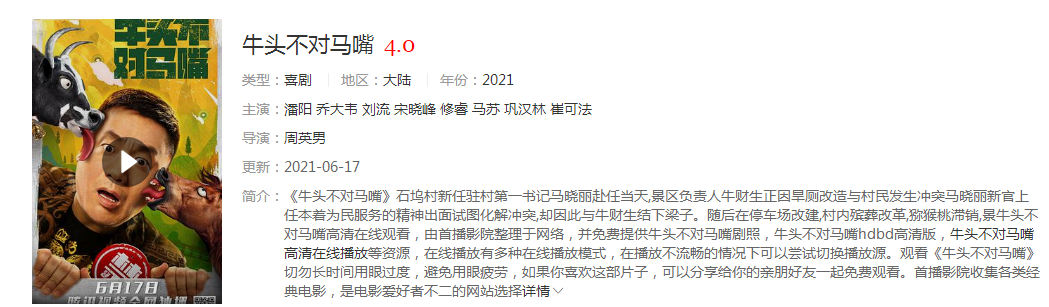 牛头不
对马嘴
6月17日
牛头不对马嘴 4.0
类型：喜剧 地区：大陆 年份：2021
主演：潘阳 乔大韦 刘流 宋晓峰 修睿 马苏 巩汉林 崔可法
导演：周英男
更新：2021-06-17
简介：《牛头不对马嘴》石坞村新任驻村第一书记马晓丽赴任当天,景区负责人牛财生正因旱厕改造与村民发生冲突马晓丽新官上
任本着为民服务的精神出面试图化解冲突,却因此与牛财生结下梁子。随后在停车场改建,村内殡葬改革,猕猴桃滞销,景牛头不
对马嘴高清在线观看，由首播影院整理于网络，并免费提供牛头不对马嘴剧照，牛头不对马嘴hdbd高清版，牛头不对马嘴
高清在线播放等资源，在线播放有多种在线播放模式，在播放不流畅的情况下可以尝试切换播放源。观看《牛头不对马嘴》
切勿长时间用眼过度，避免用眼疲劳，如果你喜欢这部片子，可以分享给你的亲朋好友一起免费观看。首播影院收集各类经
典电影，是电影爱好者不二的网站选择详情